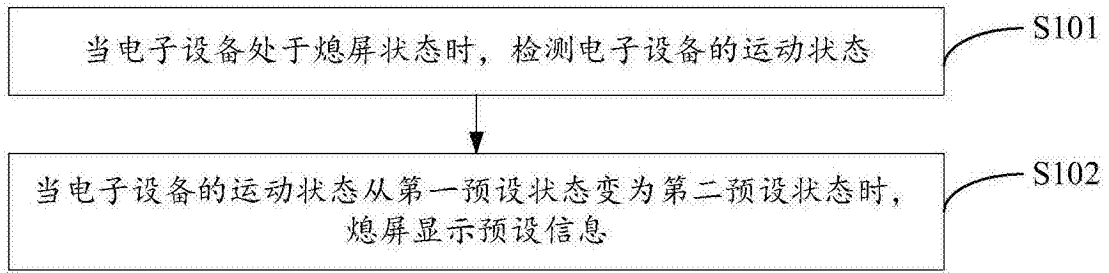 当电子设备处于熄屏状态时，检测电子设备的运动状态
S101
当电子设备的运动状态从第一预设状态变为第二预设状态时，
熄屏显示预设信息
S102